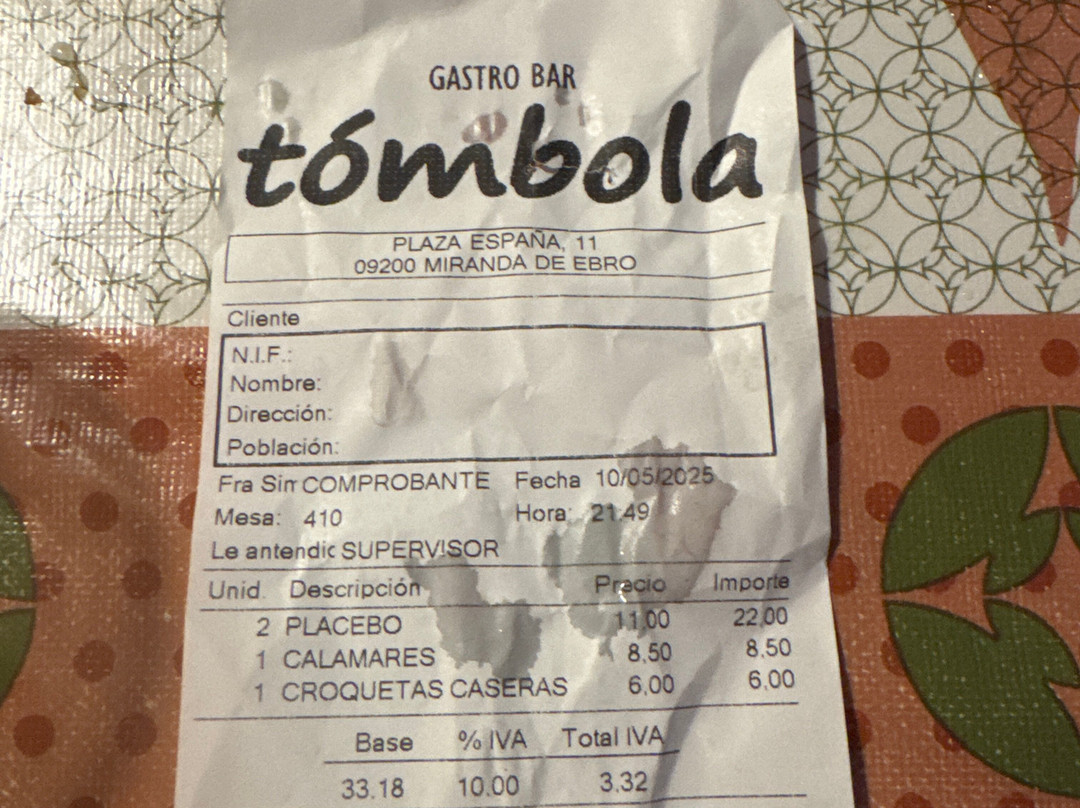 GASTRO BAR
tómbola
PLAZA ESPAÑA, 11
09200 MIRANDA DE EBRO
Cliente
N.I.F.:
Nombre:
Dirección:
Población:
Fra Sim COMPROBANTE Fecha 10/05/2025
Mesa: 410 Hora: 21:49
Le antendic SUPERVISOR
Unid. Descripción Precio Importe
2 PLACEBO 11,00 22,00
1 CALAMARES 8,50 8,50
1 CROQUETAS CASERAS 6,00 6,00
Base % IVA Total IVA
33.18 10.00 3.32